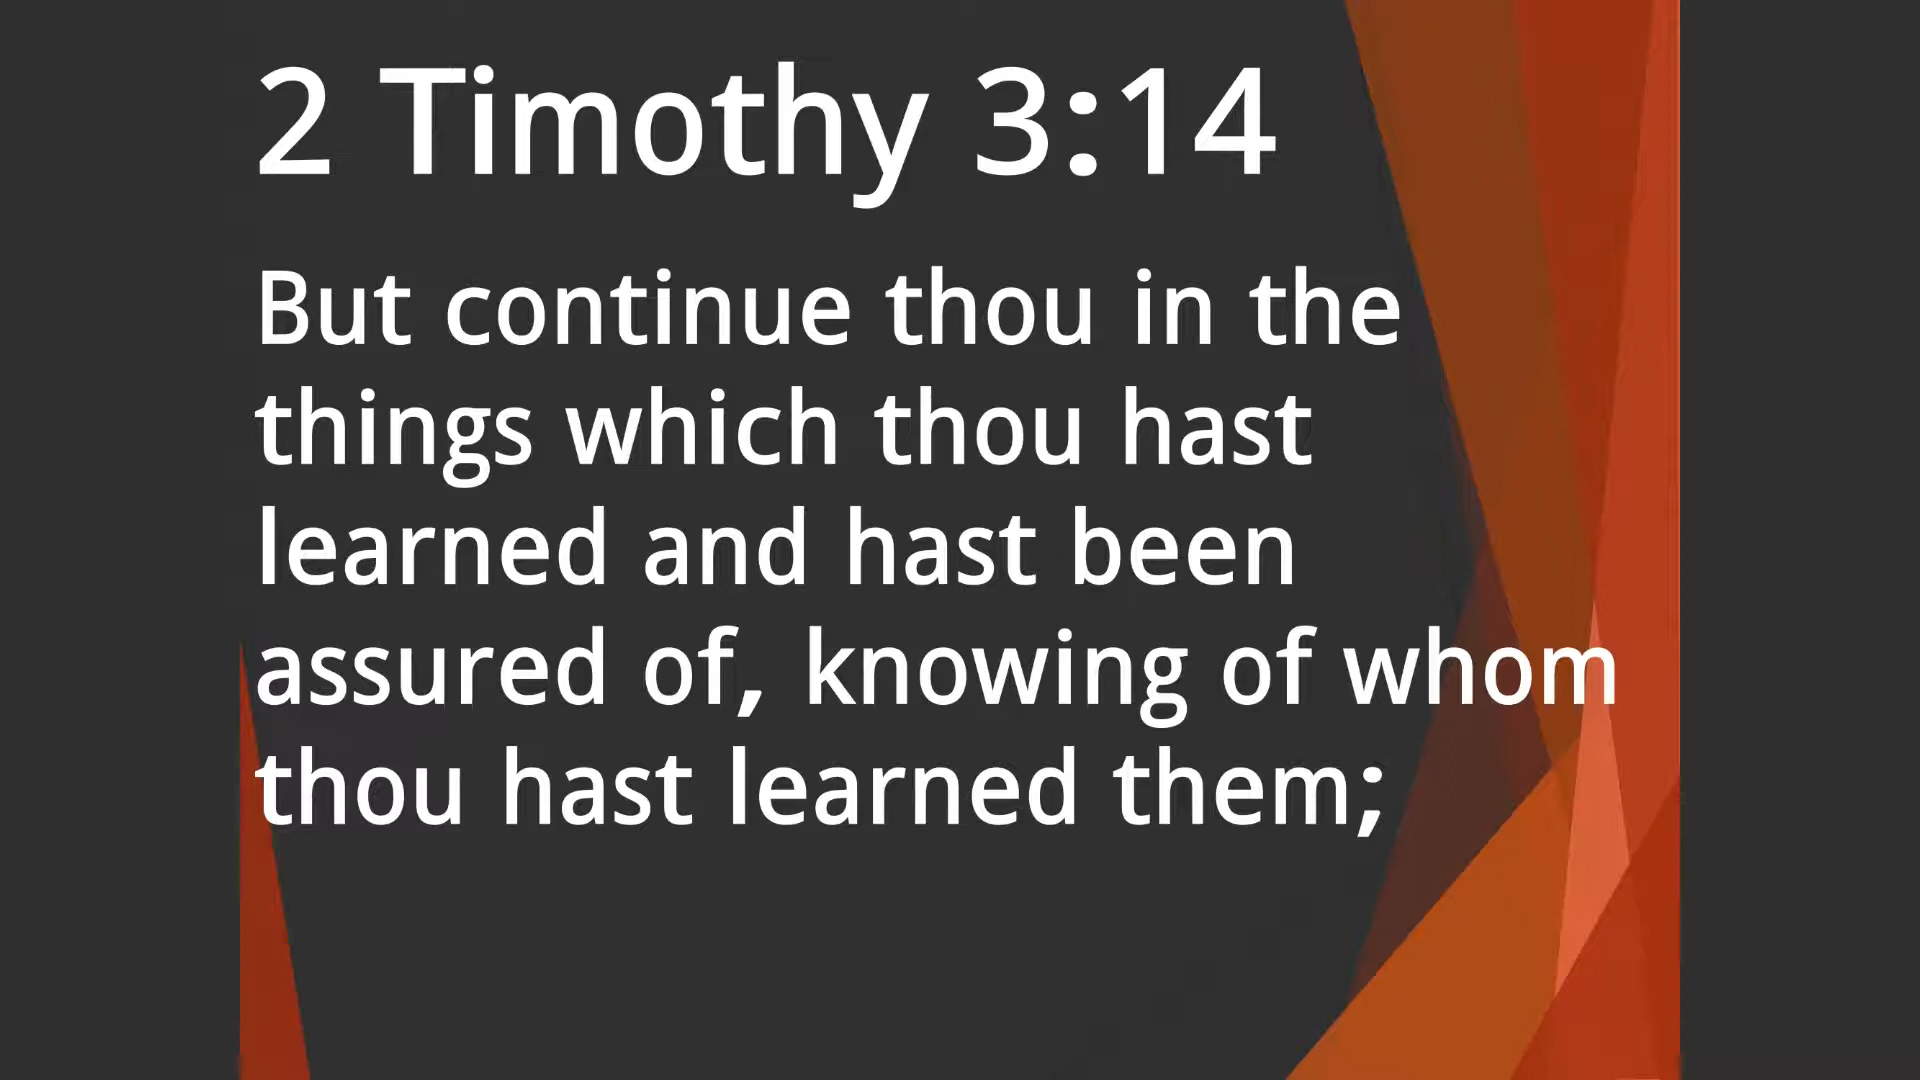 2 Timothy 3:14
But continue thou in the
things which thou hast
learned and hast been
assured of, knowing of whom
thou hast learned them;